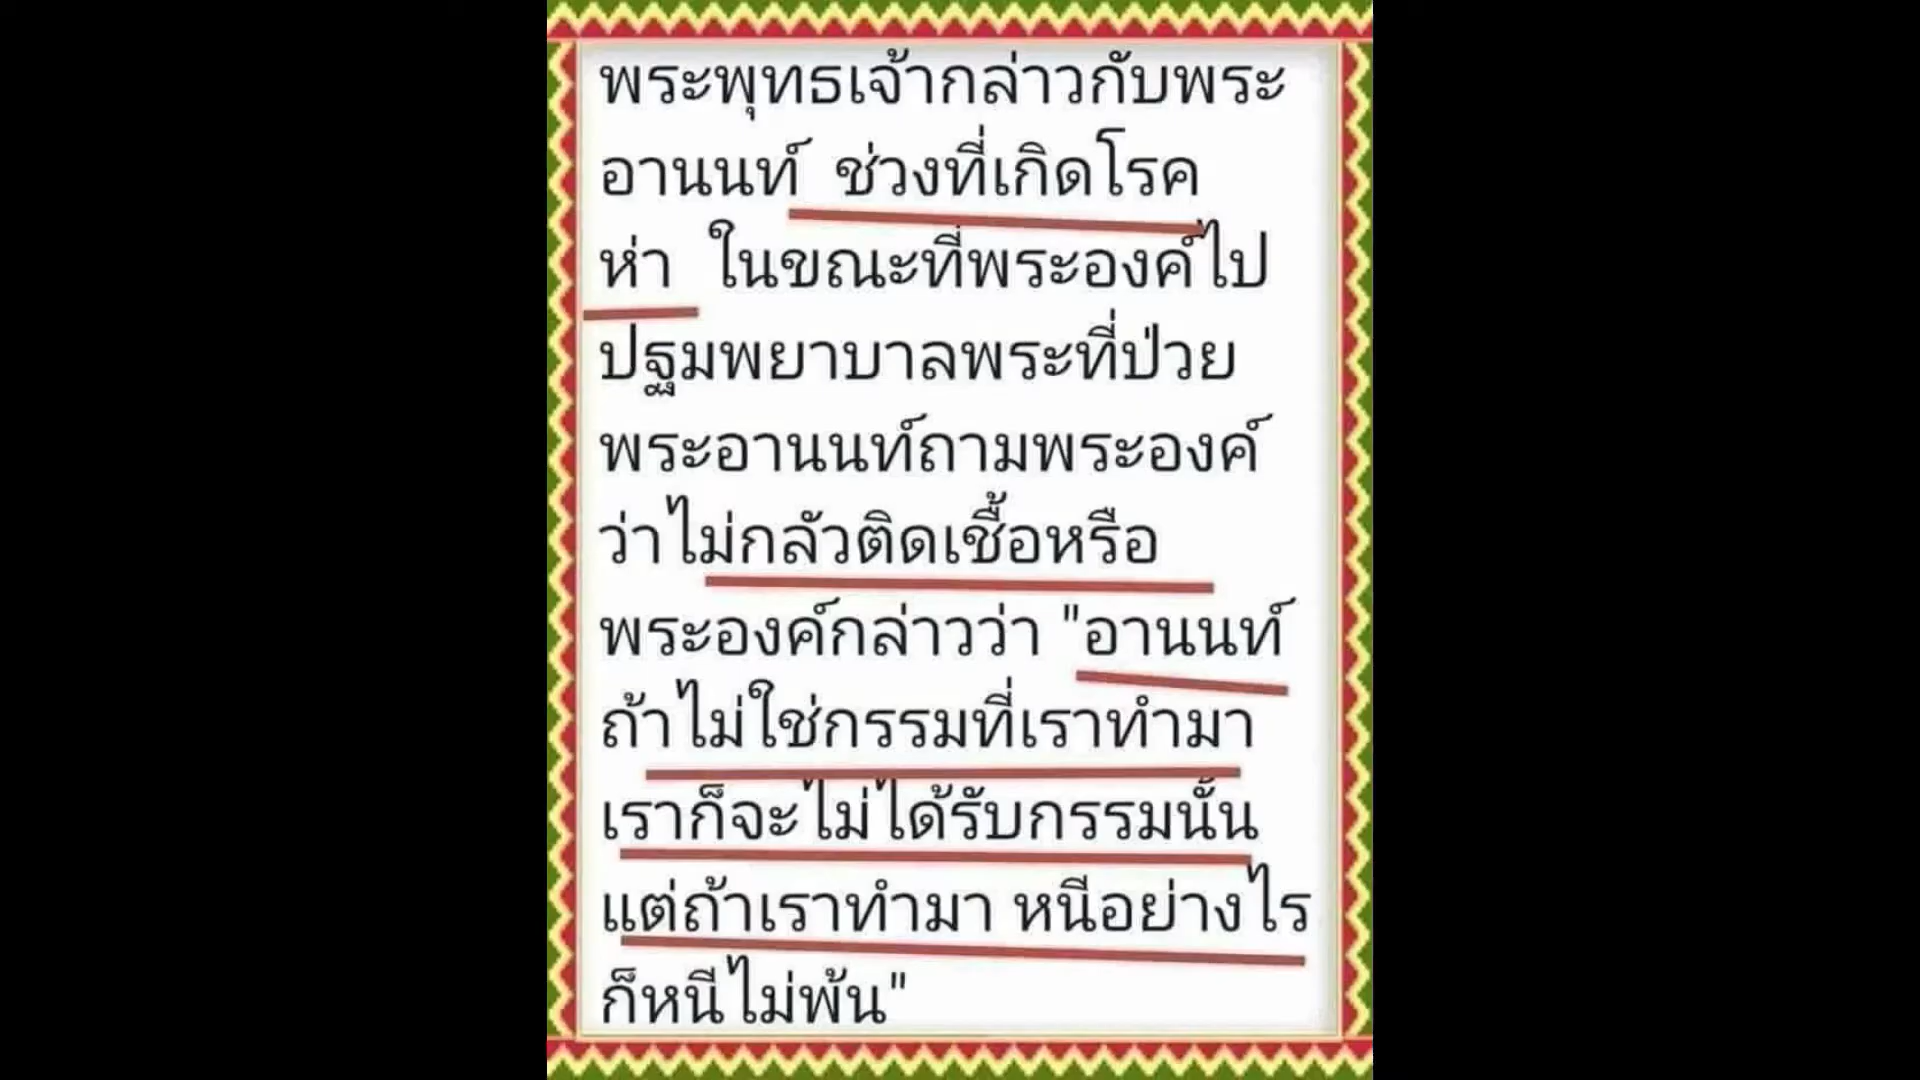 พระพุทธเจ้ากล่าวกับพระ
อานนท์ ช่วงที่เกิดโรค
ห่า ในขณะที่พระองค์ไป
ปฐมพยาบาลพระที่ป่วย
พระอานนท์ถามพระองค์
ว่าไม่กลัวติดเชื้อหรือ
พระองค์กล่าวว่า "อานนท์
ถ้าไม่ใช่กรรมที่เราทำมา
เราก็จะไม่ได้รับกรรมนั้น
แต่ถ้าเราทำมา หนีอย่างไร
ก็หนีไม่พ้น"